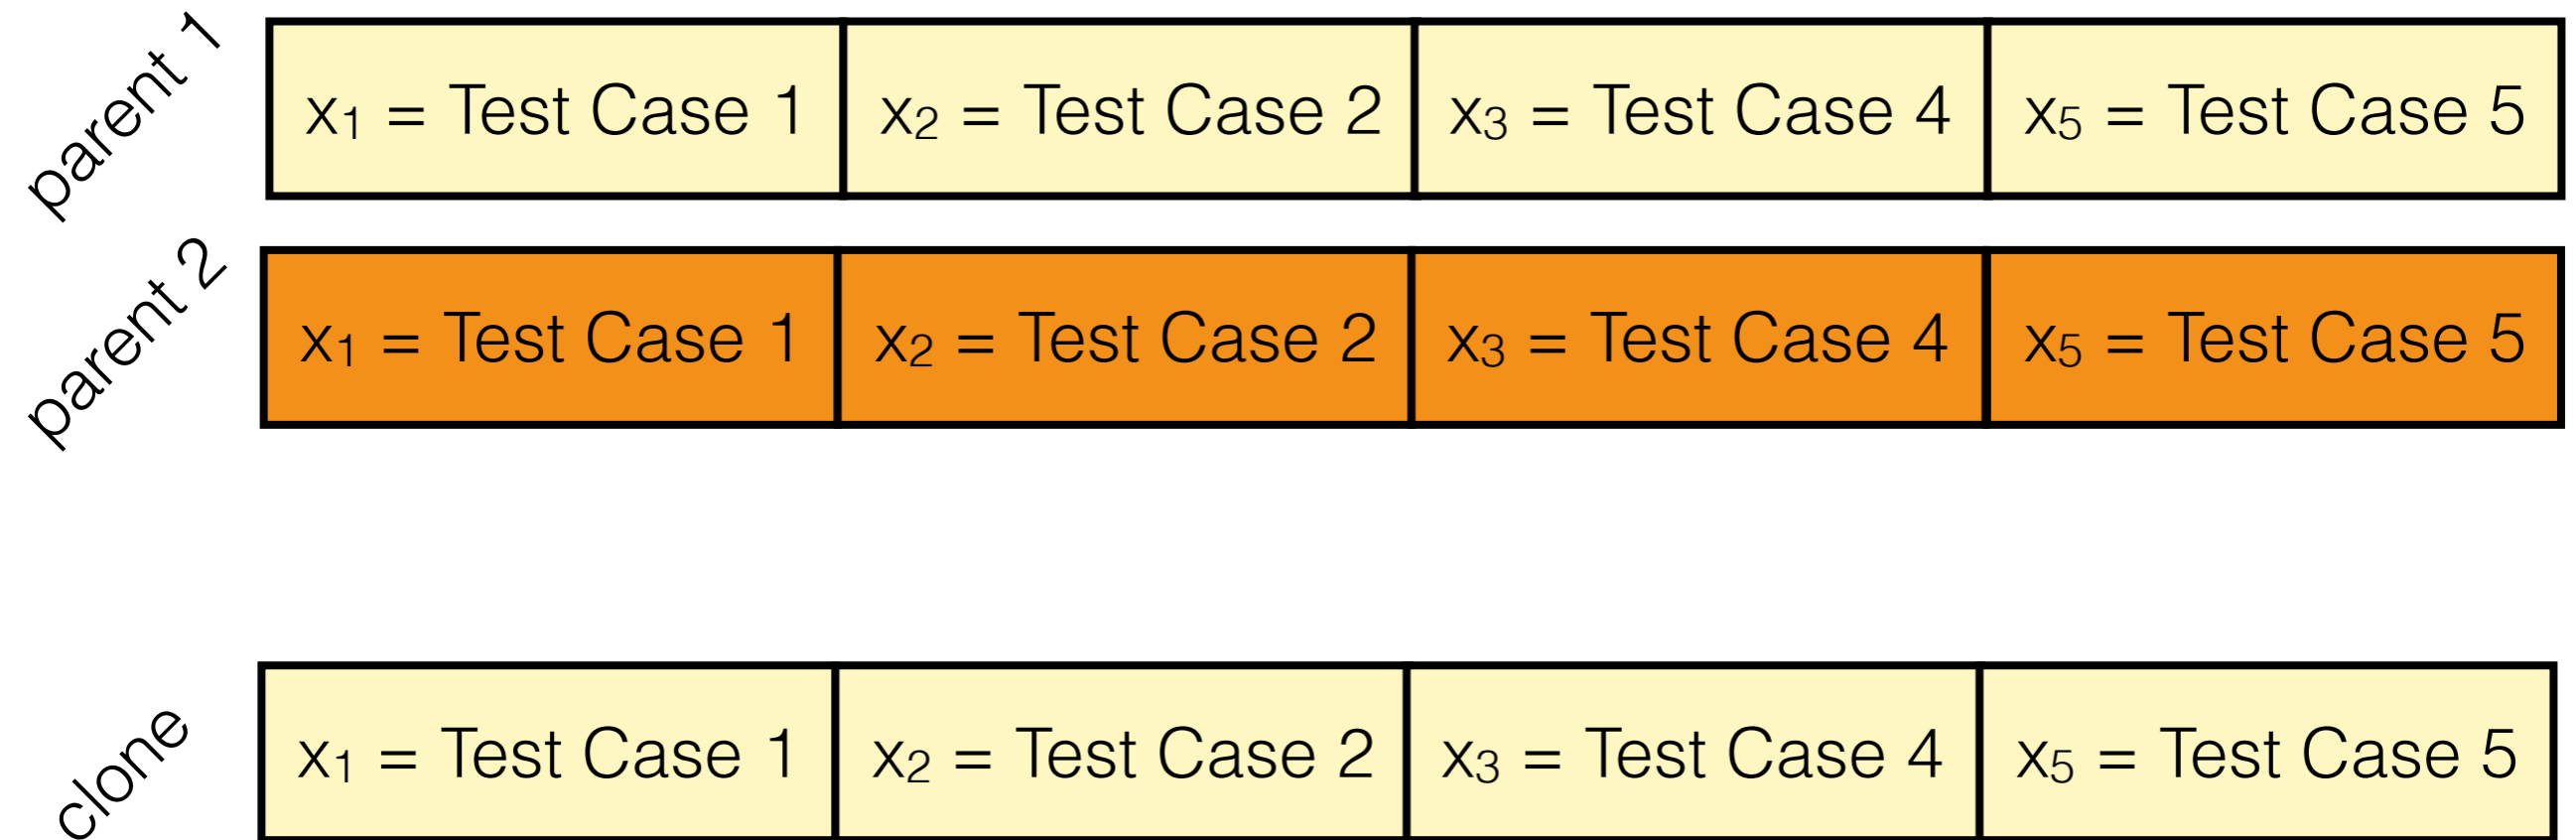 parent 1
x₁ = Test Case 1 x₂ = Test Case 2 x₃ = Test Case 4 x₅ = Test Case 5
parent 2
x₁ = Test Case 1 x₂ = Test Case 2 x₃ = Test Case 4 x₅ = Test Case 5
clone
x₁ = Test Case 1 x₂ = Test Case 2 x₃ = Test Case 4 x₅ = Test Case 5